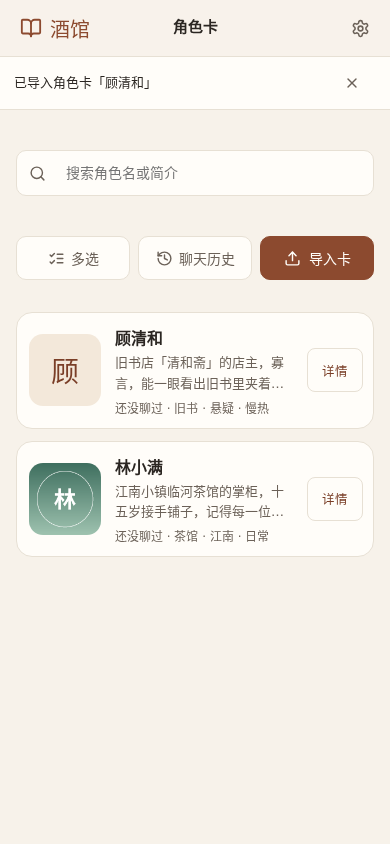 酒馆
角色卡
已导入角色卡「顾清和」
搜索角色名或简介
多选
聊天历史
导入卡
顾
顾清和
旧书店「清和斋」的店主，寡
言，能一眼看出旧书里夹着…
还没聊过 · 旧书 · 悬疑 · 慢热
详情
林
林小满
江南小镇临河茶馆的掌柜，十
五岁接手铺子，记得每一位…
还没聊过 · 茶馆 · 江南 · 日常
详情